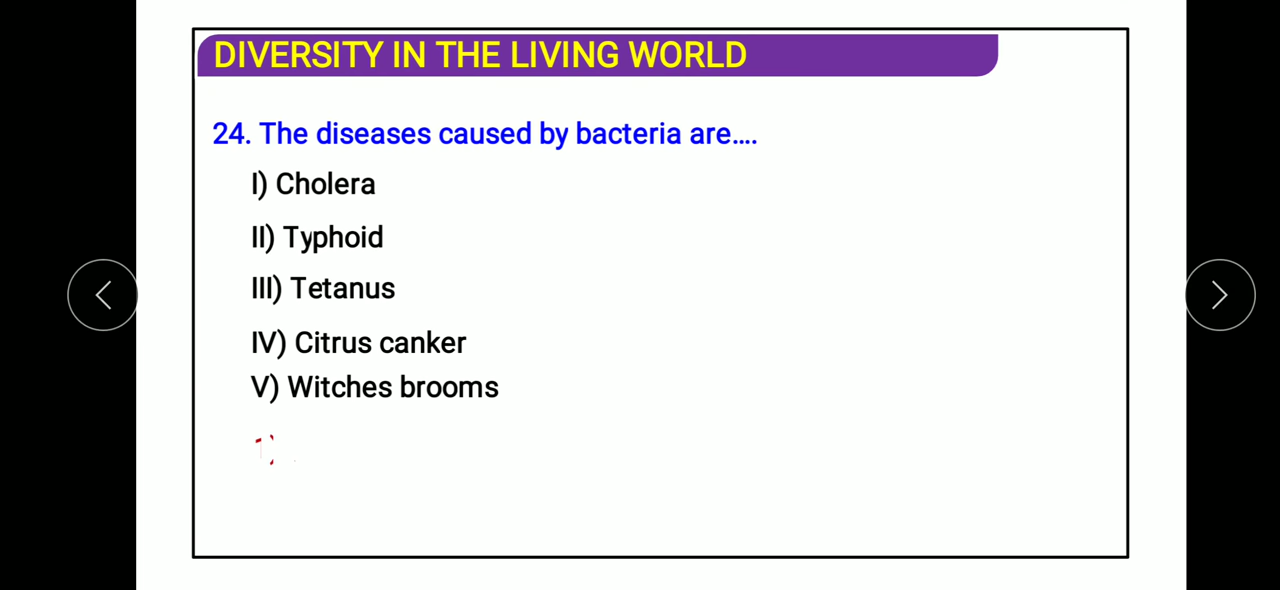 DIVERSITY IN THE LIVING WORLD
24. The diseases caused by bacteria are....
I) Cholera
II) Typhoid
III) Tetanus
IV) Citrus canker
V) Witches brooms
1)